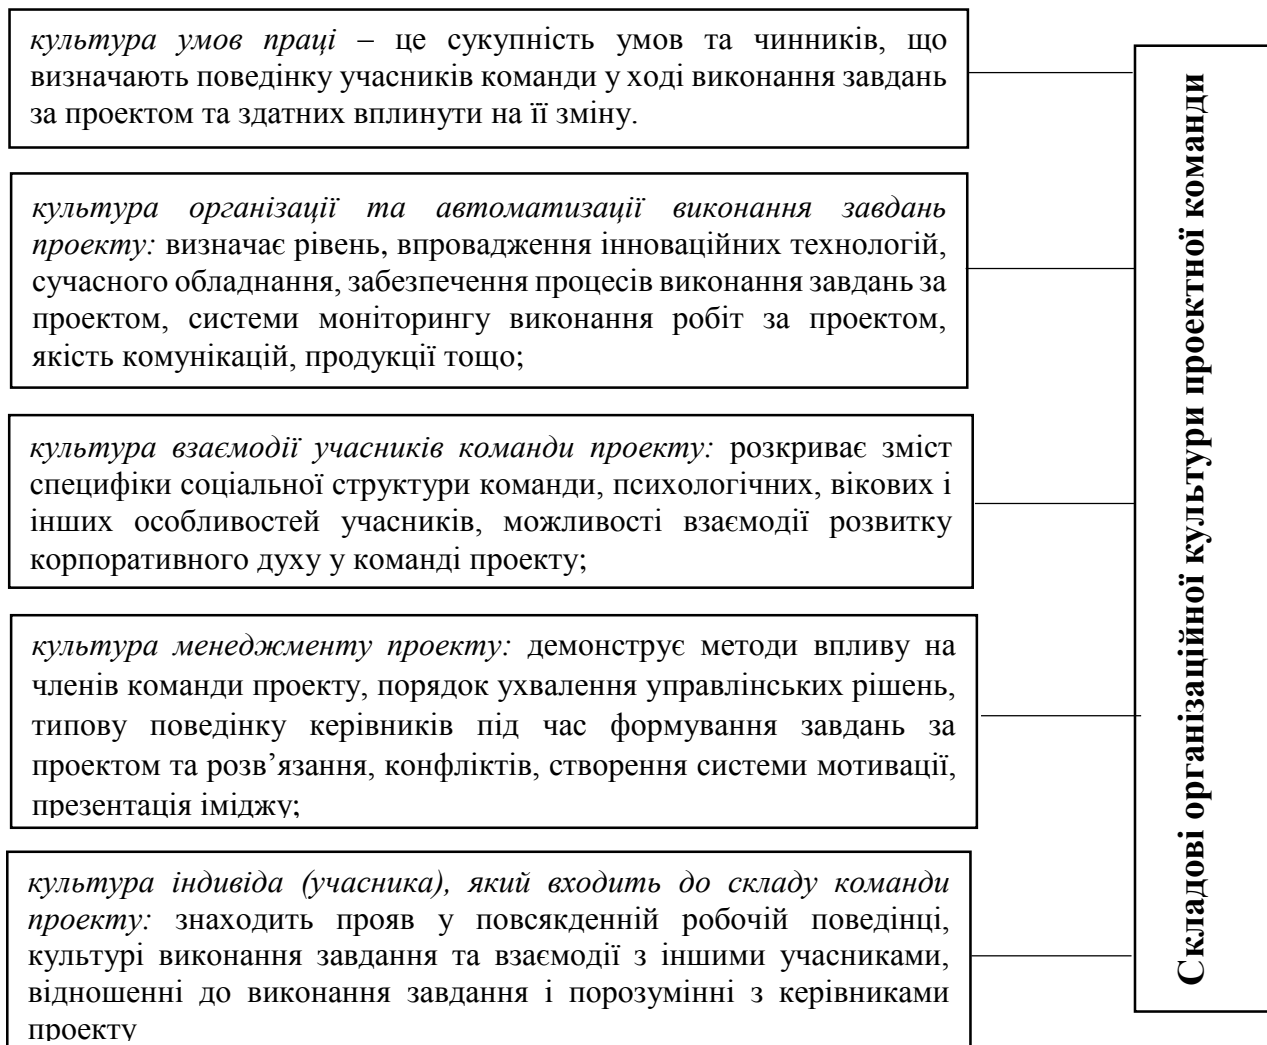 культура умов праці – це сукупність умов та чинників, що
визначають поведінку учасників команди у ході виконання завдань
за проектом та здатних вплинути на її зміну.
культура організації та автоматизації виконання завдань
проекту: визначає рівень, впровадження інноваційних технологій,
сучасного обладнання, забезпечення процесів виконання завдань за
проектом, системи моніторингу виконання робіт за проектом,
якість комунікацій, продукції тощо;
культура взаємодії учасників команди проекту: розкриває зміст
специфіки соціальної структури команди, психологічних, вікових і
інших особливостей учасників, можливості взаємодії розвитку
корпоративного духу у команді проекту;
культура менеджменту проекту: демонструє методи впливу на
членів команди проекту, порядок ухвалення управлінських рішень,
типову поведінку керівників під час формування завдань за
проектом та розв’язання, конфліктів, створення системи мотивації,
презентація іміджу;
культура індивіда (учасника), який входить до складу команди
проекту: знаходить прояв у повсякденній робочій поведінці,
культурі виконання завдання та взаємодії з іншими учасниками,
відношенні до виконання завдання і порозумінні з керівниками
проекту
Складові організаційної культури проектної команди